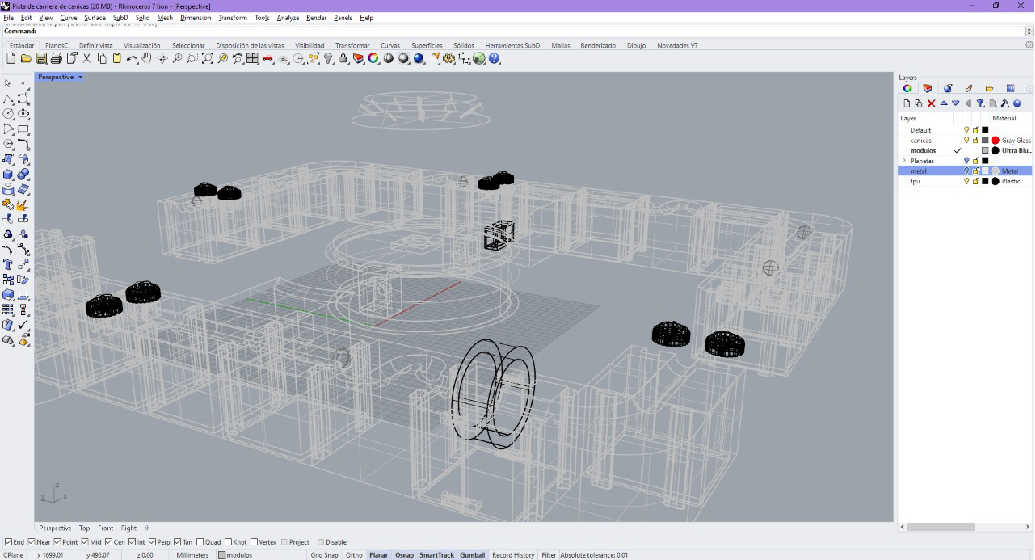 Pista de carrera de canicas (20 MB) - Rhinoceros 7 - [Perspective]
File Edit View Curve Surface SubD Solid Mesh Dimension Transform Tools Analyze Render Panels Help
Command:
Estándar PlanosC Definir vista Visualización Seleccionar Disposición de las vistas Visibilidad Transformar Curvas Superficies Sólidos Herramientas SubD Mallas Renderizado Dibujo Novedades V7
Perspective
Layers
Layer Material
Default
canicas Gray Glass
modulos Ultra Blu...
Planetas
metal Metal
tpu Plastic
z
y x
Perspective Top Front Right
End Near Point Mid Cen Int Perp Tan Quad Knot Vertex Project Disable
CPlane x 1699.01 y 496.07 z 0.00 Millimeters modulos Grid Snap Ortho Planar Osnap SmartTrack Gumball Record History Filter Absolute tolerance: 0.01